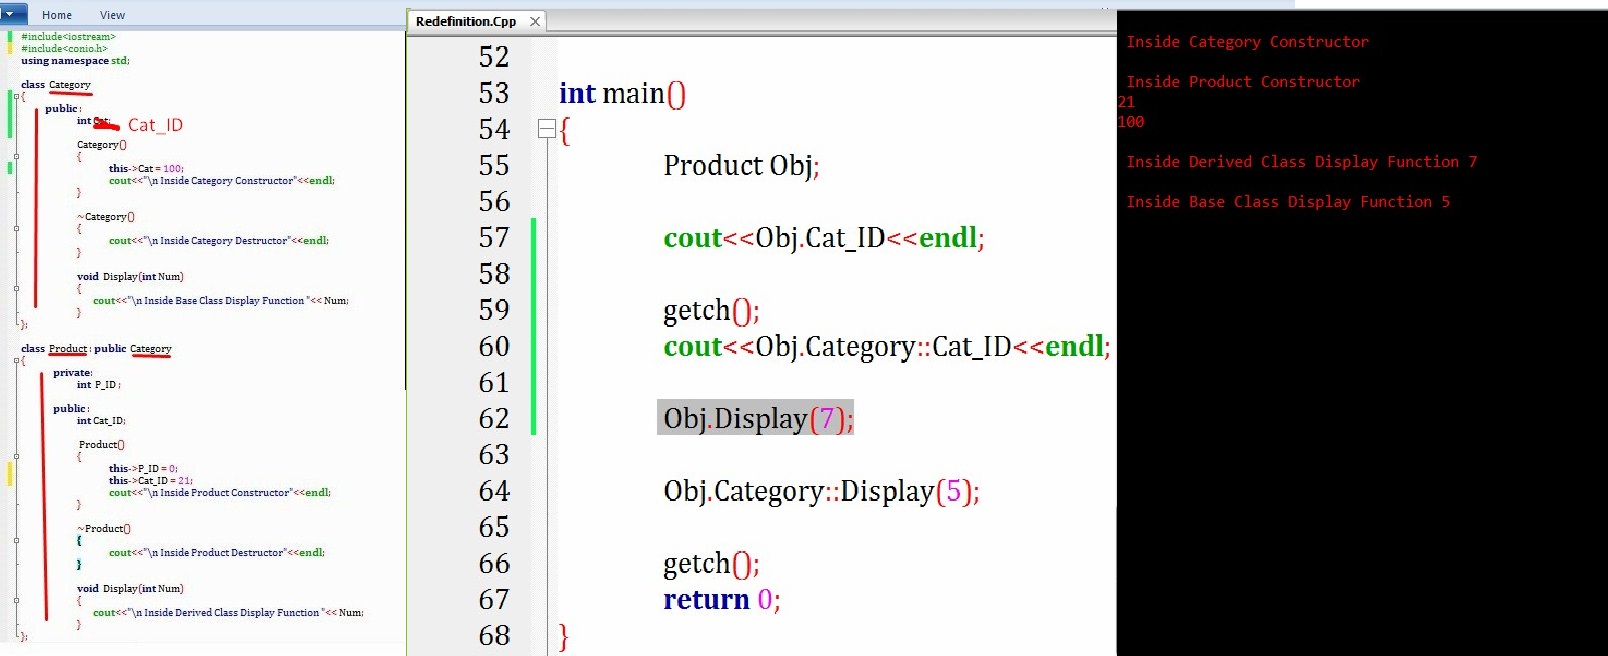 Home View
#include<iostream>
#include<conio.h>
using namespace std;
class Category
{
public:
int Cat_ID
Category()
{
this->Cat = 100;
cout<<"\n Inside Category Constructor"<<endl;
}
~Category()
{
cout<<"\n Inside Category Destructor"<<endl;
}
void Display(int Num)
{
cout<<"\n Inside Base Class Display Function "<< Num;
}
};
class Product : public Category
{
private:
int P_ID ;
public:
int Cat_ID;
Product()
{
this->P_ID = 0;
this->Cat_ID = 21;
cout<<"\n Inside Product Constructor"<<endl;
}
~Product()
{
cout<<"\n Inside Product Destructor"<<endl;
}
void Display(int Num)
{
cout<<"\n Inside Derived Class Display Function "<< Num;
}
};
Redefinition.Cpp
52
53 int main()
54 {
55 Product Obj;
56
57 cout<<Obj.Cat_ID<<endl;
58
59 getch();
60 cout<<Obj.Category::Cat_ID<<endl;
61
62 Obj.Display(7);
63
64 Obj.Category::Display(5);
65
66 getch();
67 return 0;
68 }
Inside Category Constructor
Inside Product Constructor
21
100
Inside Derived Class Display Function 7
Inside Base Class Display Function 5